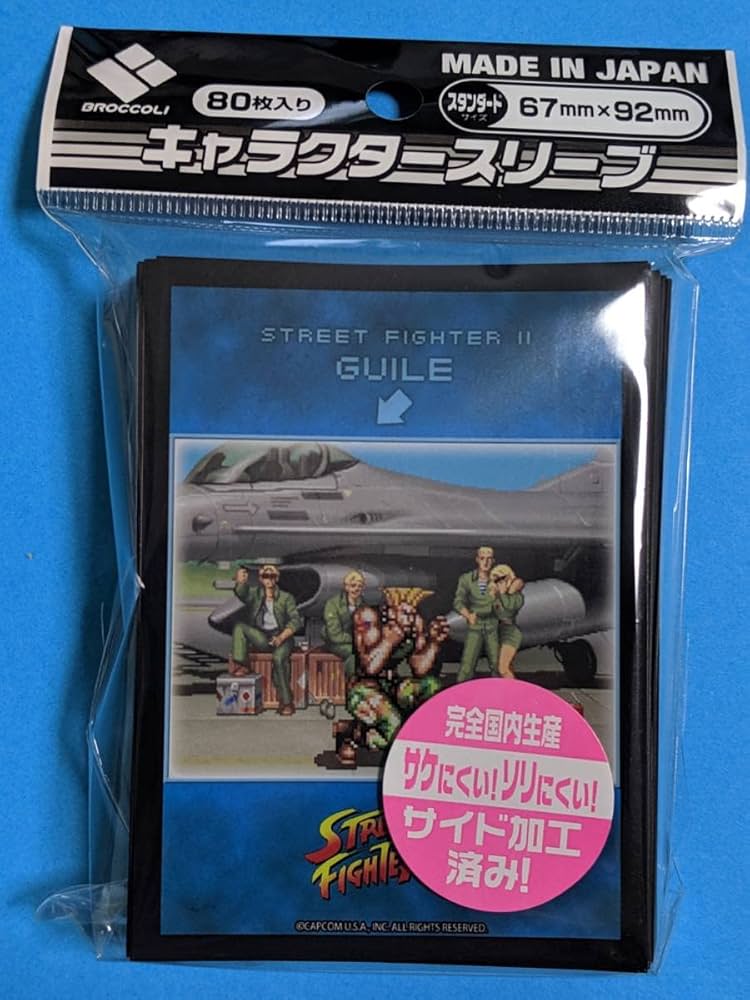 BROCCOLI
80枚入り
MADE IN JAPAN
スタンダード
サイズ
67mm×92mm
キャラクタースリーブ
STREET FIGHTER II
GUILE
完全国内生産
サケにくい!ソリにくい!
サイド加工
済み!
FIGHTER
©CAPCOM U.S.A., INC. ALL RIGHTS RESERVED.